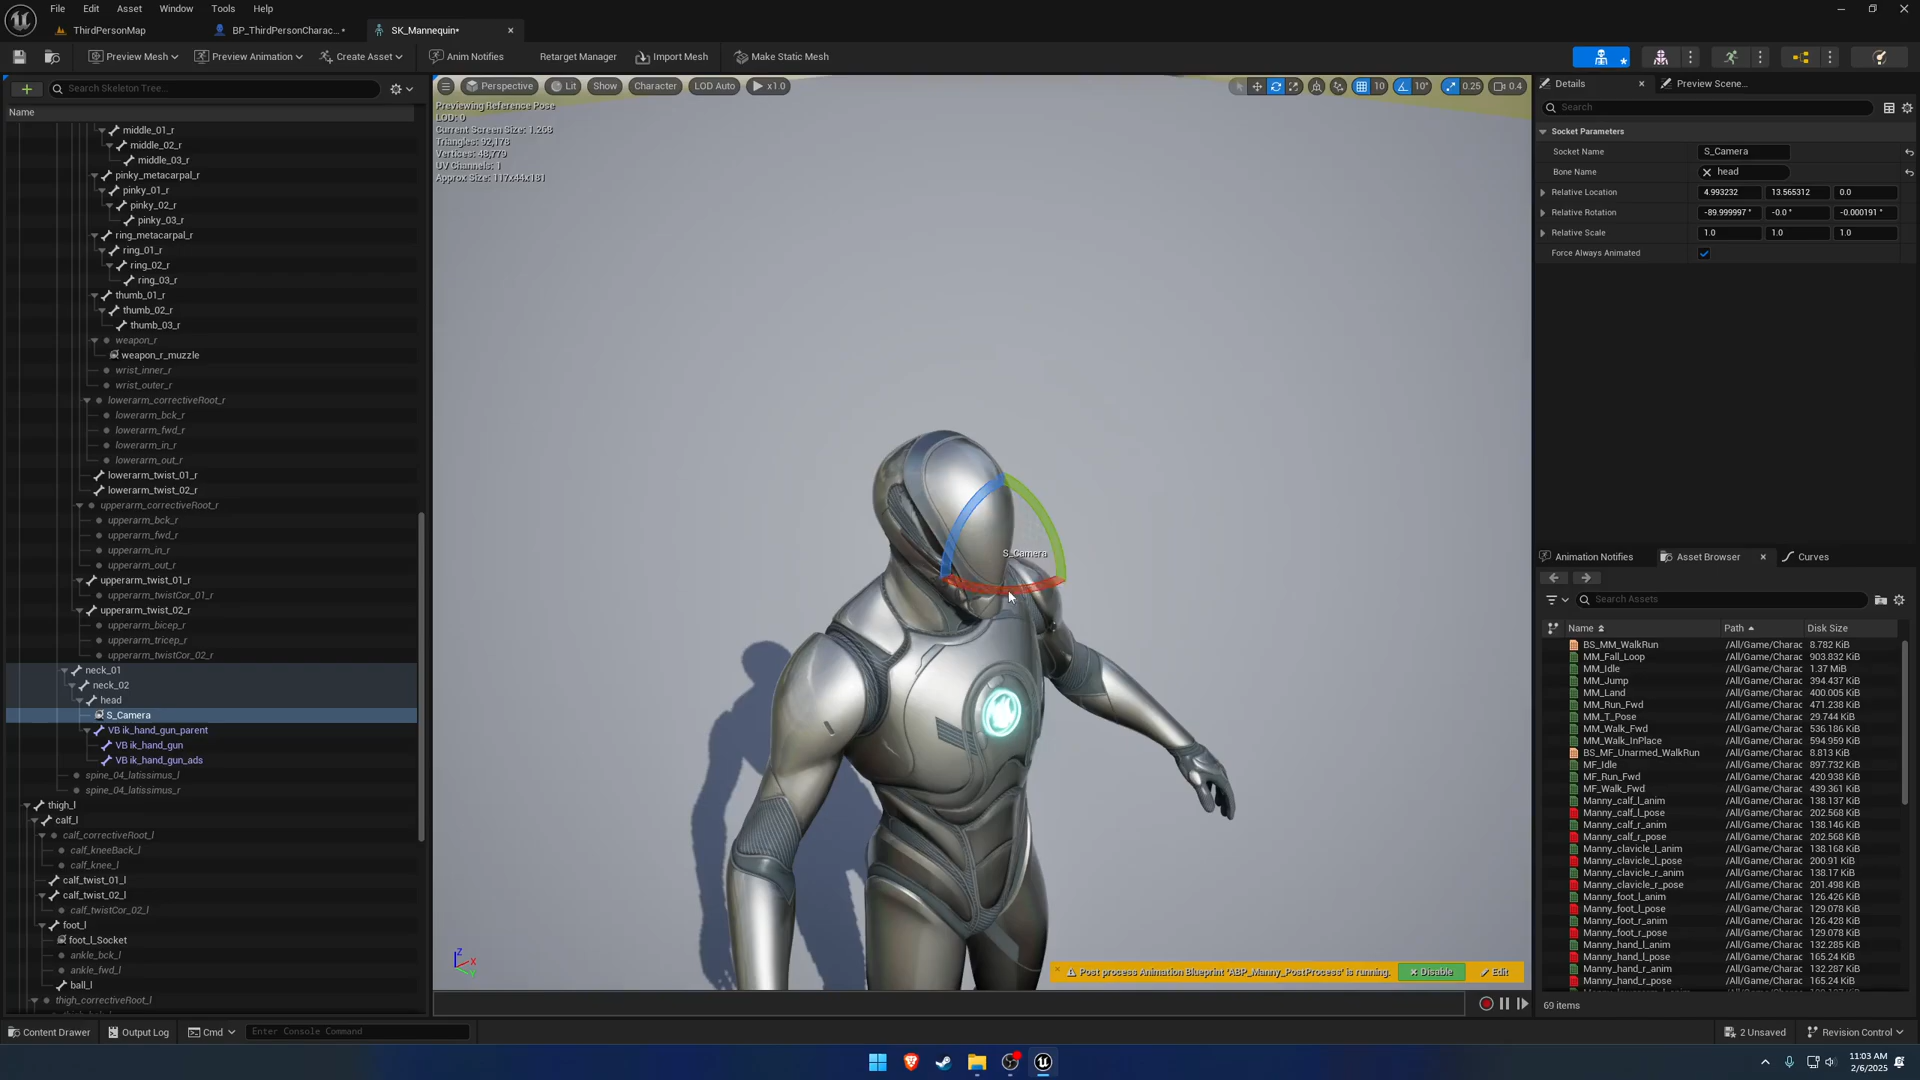 File Edit Asset Window Tools Help
ThirdPersonMap BP_ThirdPersonCharac...* SK_Mannequin*
Preview Mesh Preview Animation Create Asset Anim Notifies Retarget Manager Import Mesh Make Static Mesh
Search Skeleton Tree...
Name
middle_01_r
middle_02_r
middle_03_r
pinky_metacarpal_r
pinky_01_r
pinky_02_r
pinky_03_r
ring_metacarpal_r
ring_01_r
ring_02_r
ring_03_r
thumb_01_r
thumb_02_r
thumb_03_r
weapon_r
weapon_r_muzzle
wrist_inner_r
wrist_outer_r
lowerarm_correctiveRoot_r
lowerarm_bck_r
lowerarm_fwd_r
lowerarm_in_r
lowerarm_out_r
lowerarm_twist_01_r
lowerarm_twist_02_r
upperarm_correctiveRoot_r
upperarm_bck_r
upperarm_fwd_r
upperarm_in_r
upperarm_out_r
upperarm_twist_01_r
upperarm_twistCor_01_r
upperarm_twist_02_r
upperarm_bicep_r
upperarm_tricep_r
upperarm_twistCor_02_r
neck_01
neck_02
head
S_Camera
VB ik_hand_gun_parent
VB ik_hand_gun
VB ik_hand_gun_ads
spine_04_latissimus_l
spine_04_latissimus_r
thigh_l
calf_l
calf_correctiveRoot_l
calf_kneeBack_l
calf_knee_l
calf_twist_01_l
calf_twist_02_l
calf_twistCor_02_l
foot_l
foot_l_Socket
ankle_bck_l
ankle_fwd_l
ball_l
thigh_correctiveRoot_l
Perspective Lit Show Character LOD Auto x1.0 10 10° 0.25 0.4
Previewing Reference Pose
LOD: 0
Current Screen Size: 1.268
Triangles: 92,178
Vertices: 48,779
UV Channels: 1
Approx Size: 117x44x181
S_Camera
Z
X
Y
Post process Animation Blueprint 'ABP_Manny_PostProcess' is running. Disable Edit
Details Preview Scene...
Search
Socket Parameters
Socket Name S_Camera
Bone Name head
Relative Location 4.993232 13.565312 0.0
Relative Rotation -89.999997 ° -0.0 ° -0.000191 °
Relative Scale 1.0 1.0 1.0
Force Always Animated
Animation Notifies Asset Browser Curves
Search Assets
Name Path Disk Size
BS_MM_WalkRun /All/Game/Charac 8.782 KiB
MM_Fall_Loop /All/Game/Charac 903.832 KiB
MM_Idle /All/Game/Charac 1.37 MiB
MM_Jump /All/Game/Charac 394.437 KiB
MM_Land /All/Game/Charac 400.005 KiB
MM_Run_Fwd /All/Game/Charac 471.238 KiB
MM_T_Pose /All/Game/Charac 29.744 KiB
MM_Walk_Fwd /All/Game/Charac 536.186 KiB
MM_Walk_InPlace /All/Game/Charac 594.959 KiB
BS_MF_Unarmed_WalkRun /All/Game/Charac 8.813 KiB
MF_Idle /All/Game/Charac 897.732 KiB
MF_Run_Fwd /All/Game/Charac 420.938 KiB
MF_Walk_Fwd /All/Game/Charac 439.361 KiB
Manny_calf_l_anim /All/Game/Charac 138.137 KiB
Manny_calf_l_pose /All/Game/Charac 202.568 KiB
Manny_calf_r_anim /All/Game/Charac 138.146 KiB
Manny_calf_r_pose /All/Game/Charac 202.568 KiB
Manny_clavicle_l_anim /All/Game/Charac 138.168 KiB
Manny_clavicle_l_pose /All/Game/Charac 200.91 KiB
Manny_clavicle_r_anim /All/Game/Charac 138.17 KiB
Manny_clavicle_r_pose /All/Game/Charac 201.498 KiB
Manny_foot_l_anim /All/Game/Charac 126.426 KiB
Manny_foot_l_pose /All/Game/Charac 129.078 KiB
Manny_foot_r_anim /All/Game/Charac 126.428 KiB
Manny_foot_r_pose /All/Game/Charac 129.078 KiB
Manny_hand_l_anim /All/Game/Charac 132.285 KiB
Manny_hand_l_pose /All/Game/Charac 165.24 KiB
Manny_hand_r_anim /All/Game/Charac 132.287 KiB
Manny_hand_r_pose /All/Game/Charac 165.24 KiB
69 items
Content Drawer Output Log Cmd Enter Console Command 2 Unsaved Revision Control
11:03 AM
2/6/2025